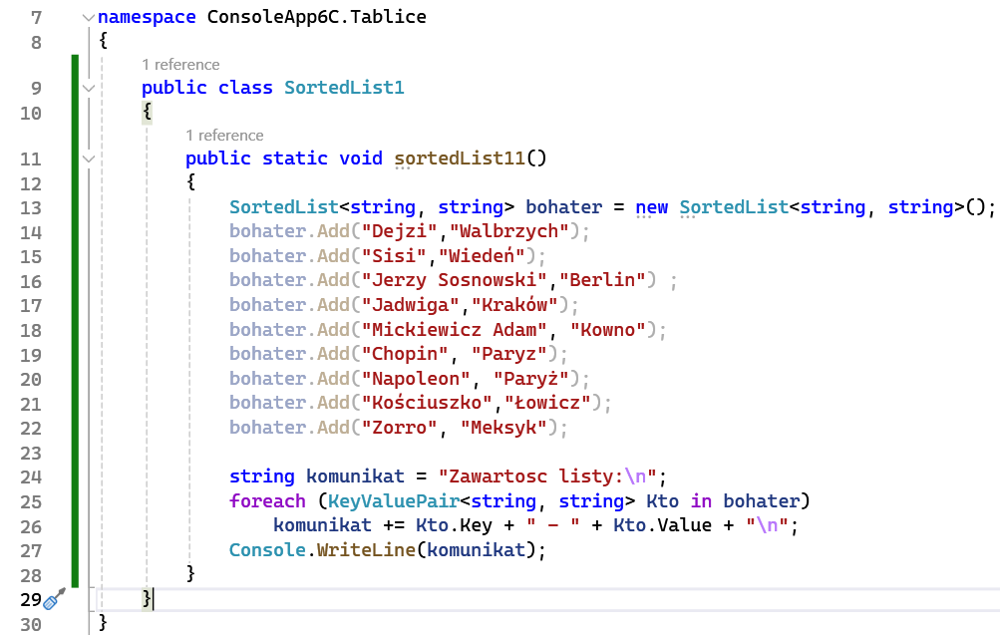 7 namespace ConsoleApp6C.Tablice
8 {
1 reference
9 public class SortedList1
10 {
1 reference
11 public static void sortedList11()
12 {
13 SortedList<string, string> bohater = new SortedList<string, string>();
14 bohater.Add("Dejzi","Walbrzych");
15 bohater.Add("Sisi","Wiedeń");
16 bohater.Add("Jerzy Sosnowski","Berlin") ;
17 bohater.Add("Jadwiga","Kraków");
18 bohater.Add("Mickiewicz Adam", "Kowno");
19 bohater.Add("Chopin", "Paryz");
20 bohater.Add("Napoleon", "Paryż");
21 bohater.Add("Kościuszko","Łowicz");
22 bohater.Add("Zorro", "Meksyk");
23
24 string komunikat = "Zawartosc listy:\n";
25 foreach (KeyValuePair<string, string> Kto in bohater)
26 komunikat += Kto.Key + " - " + Kto.Value + "\n";
27 Console.WriteLine(komunikat);
28 }
29 }
30 }